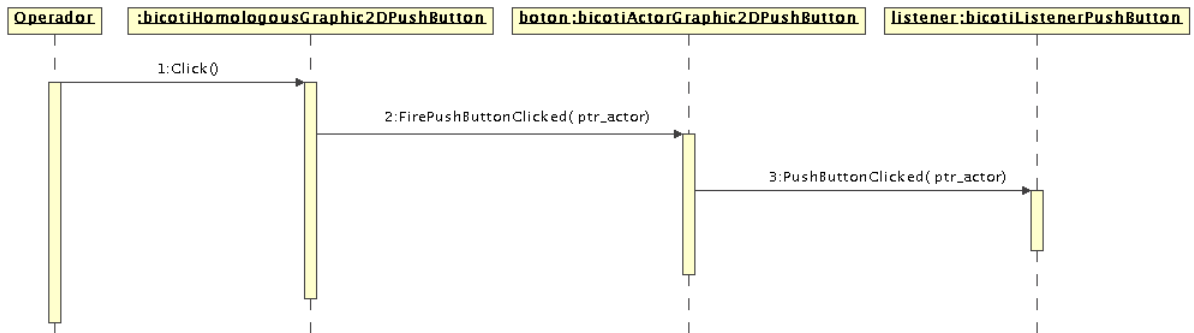 Operador
:bicotiHomologousGraphic2DPushButton
boton:bicotiActorGraphic2DPushButton
listener:bicotiListenerPushButton
1:Click()
2:FirePushButtonClicked( ptr_actor)
3:PushButtonClicked( ptr_actor)